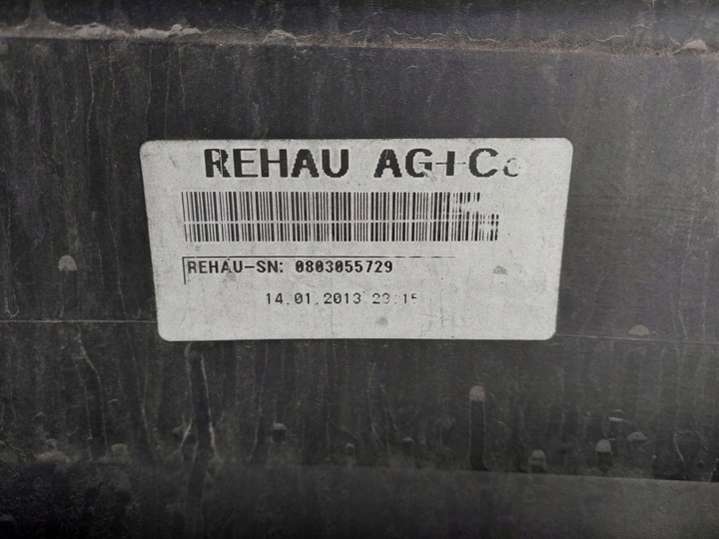 REHAU AG+Co
REHAU-SN: 0803055729
14.01.2013 23:15